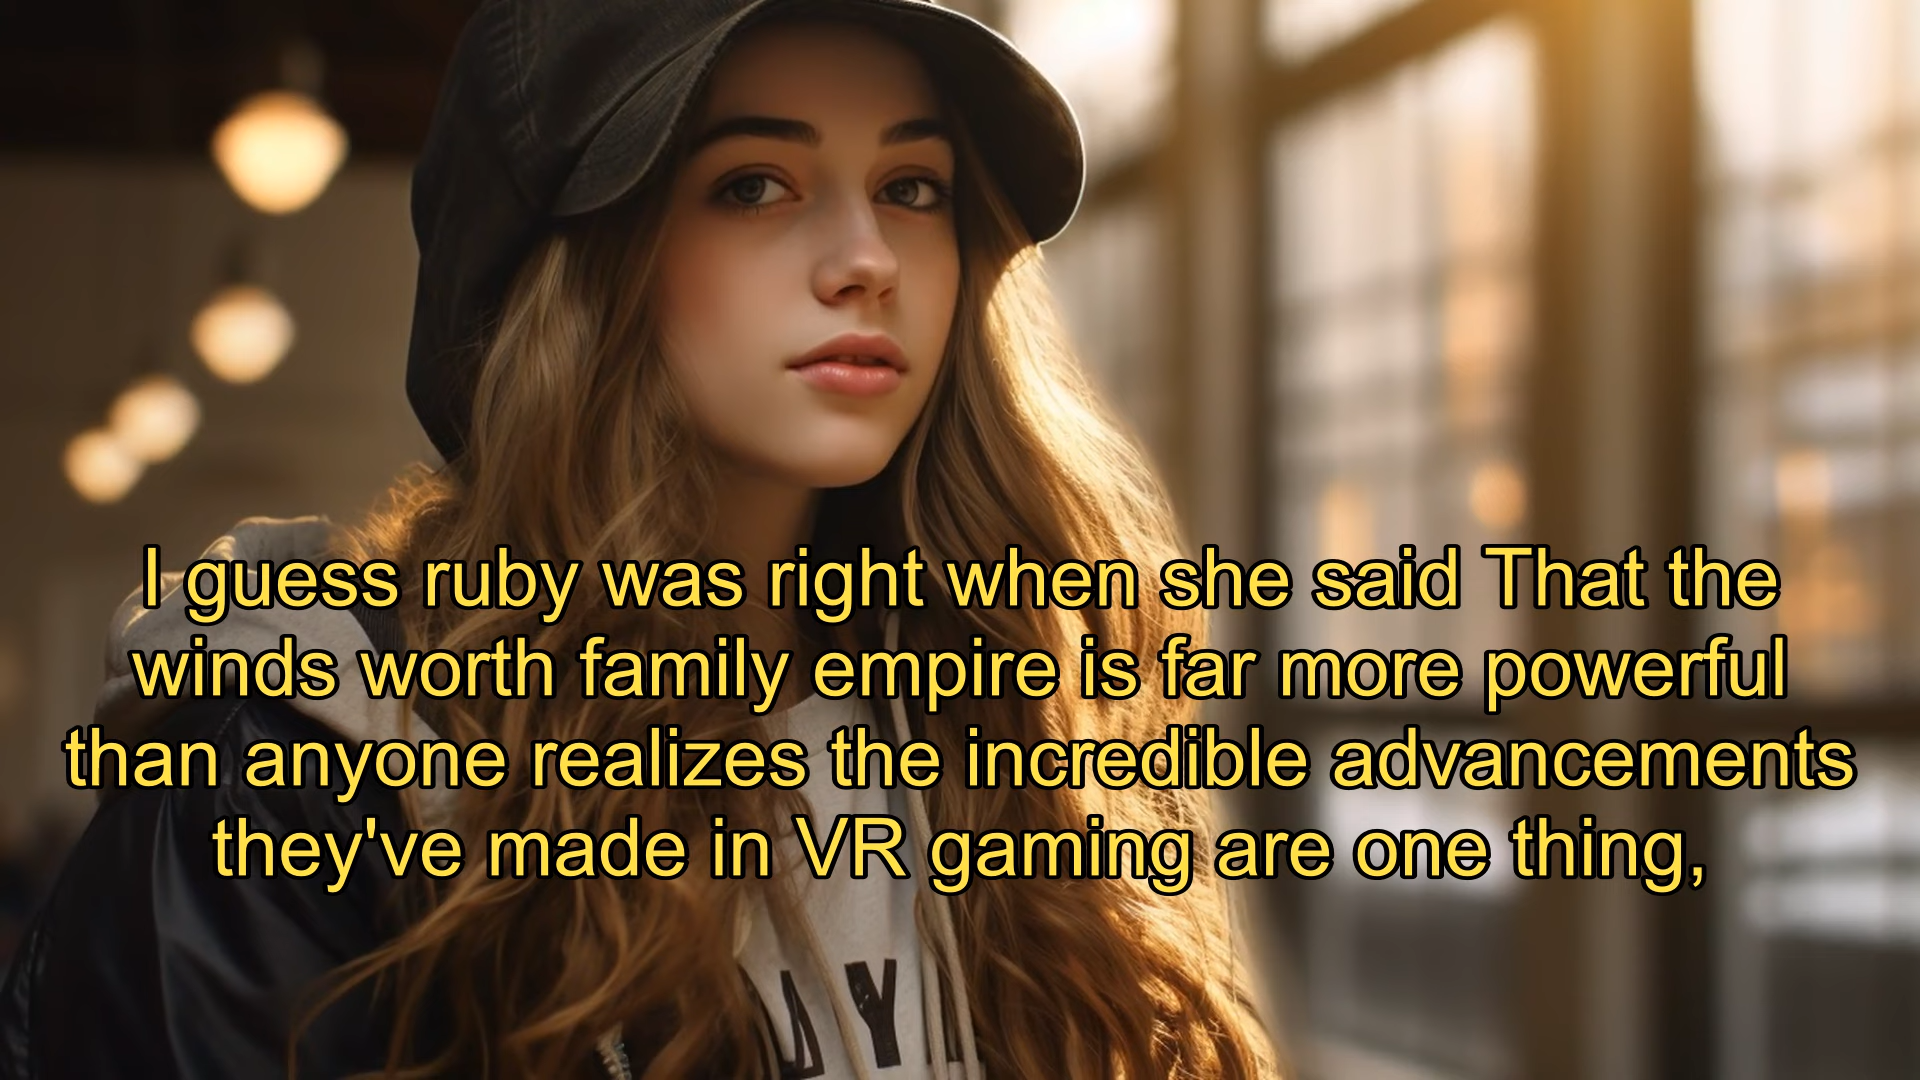 I guess ruby was right when she said That the
winds worth family empire is far more powerful
than anyone realizes the incredible advancements
they've made in VR gaming are one thing,